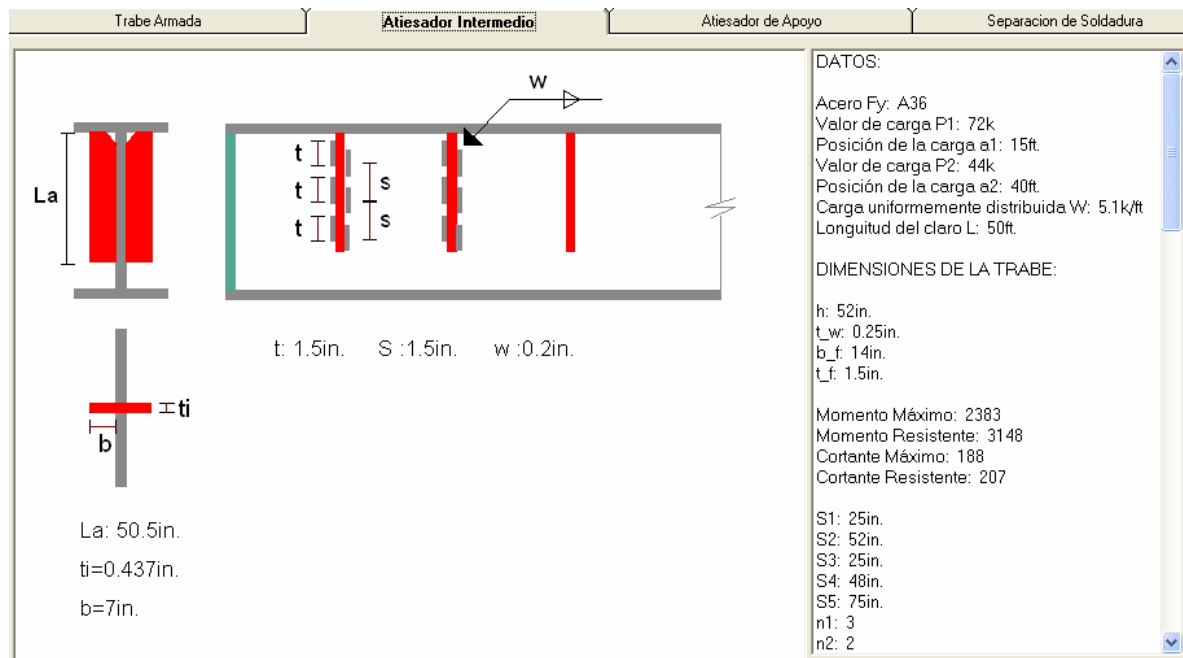 Trabe Armada
Atiesador Intermedio
Atiesador de Apoyo
Separacion de Soldadura
w
La
t
t
t
s
s
t: 1.5in. S :1.5in. w :0.2in.
ti
b
La: 50.5in.
ti=0.437in.
b=7in.
DATOS:
Acero Fy: A36
Valor de carga P1: 72k
Posición de la carga a1: 15ft.
Valor de carga P2: 44k
Posición de la carga a2: 40ft.
Carga uniformemente distribuida W: 5.1k/ft
Longuitud del claro L: 50ft.
DIMENSIONES DE LA TRABE:
h: 52in.
t_w: 0.25in.
b_f: 14in.
t_f: 1.5in.
Momento Máximo: 2383
Momento Resistente: 3148
Cortante Máximo: 188
Cortante Resistente: 207
S1: 25in.
S2: 52in.
S3: 25in.
S4: 48in.
S5: 75in.
n1: 3
n2: 2